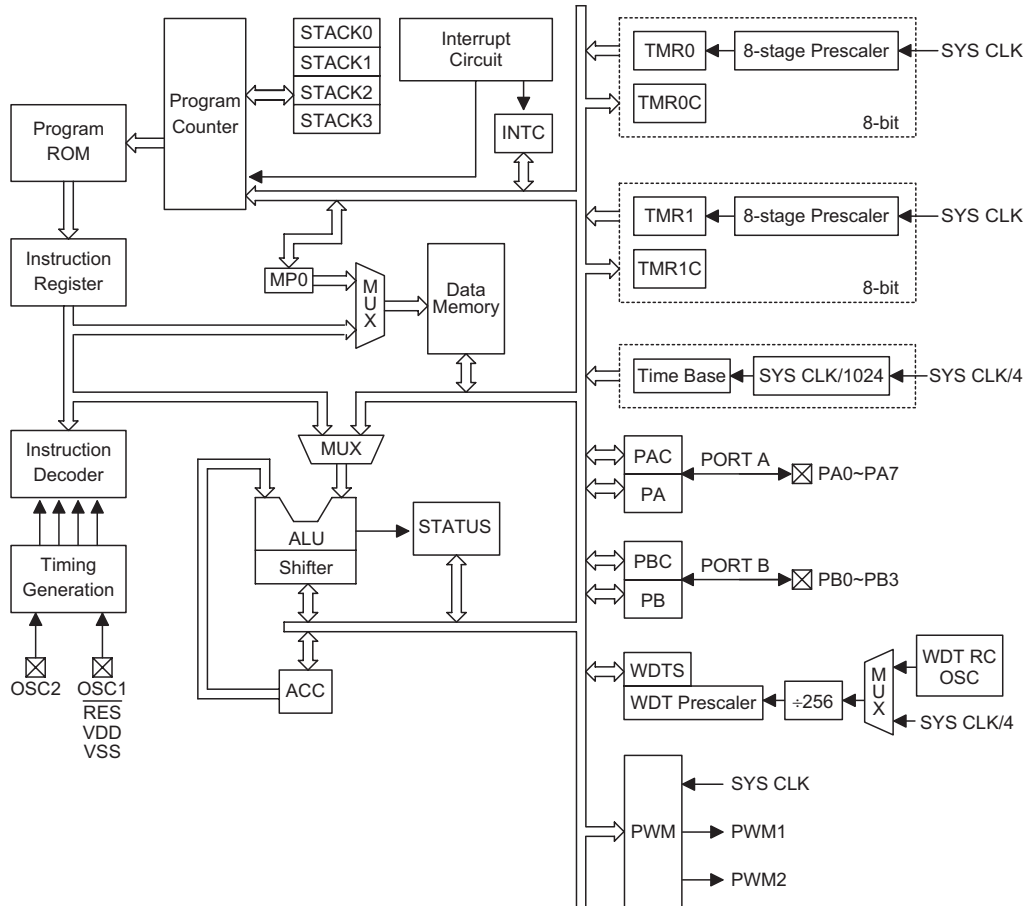 STACK0
STACK1
STACK2
STACK3
Program
Counter
Interrupt
Circuit
INTC
Program
ROM
Instruction
Register
MP0
MUX
Data
Memory
Instruction
Decoder
MUX
ALU
Shifter
STATUS
Timing
Generation
OSC2
OSC1
RES
VDD
VSS
ACC
TMR0
8-stage Prescaler
SYS CLK
TMR0C
8-bit
TMR1
8-stage Prescaler
SYS CLK
TMR1C
8-bit
Time Base
SYS CLK/1024
SYS CLK/4
PAC
PA
PORT A
PA0~PA7
PBC
PB
PORT B
PB0~PB3
WDTS
WDT Prescaler
÷256
MUX
WDT RC
OSC
SYS CLK/4
PWM
SYS CLK
PWM1
PWM2